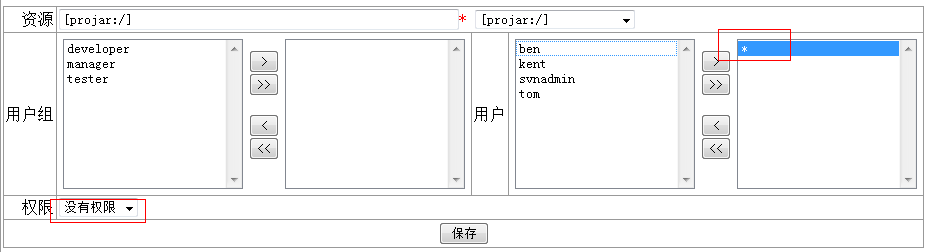 资源 [projar:/] * [projar:/]
用户组
developer
manager
tester
>
>>
<
<<
用户
ben
kent
svnadmin
tom
>
>>
<
<<
*
权限 没有权限
保存